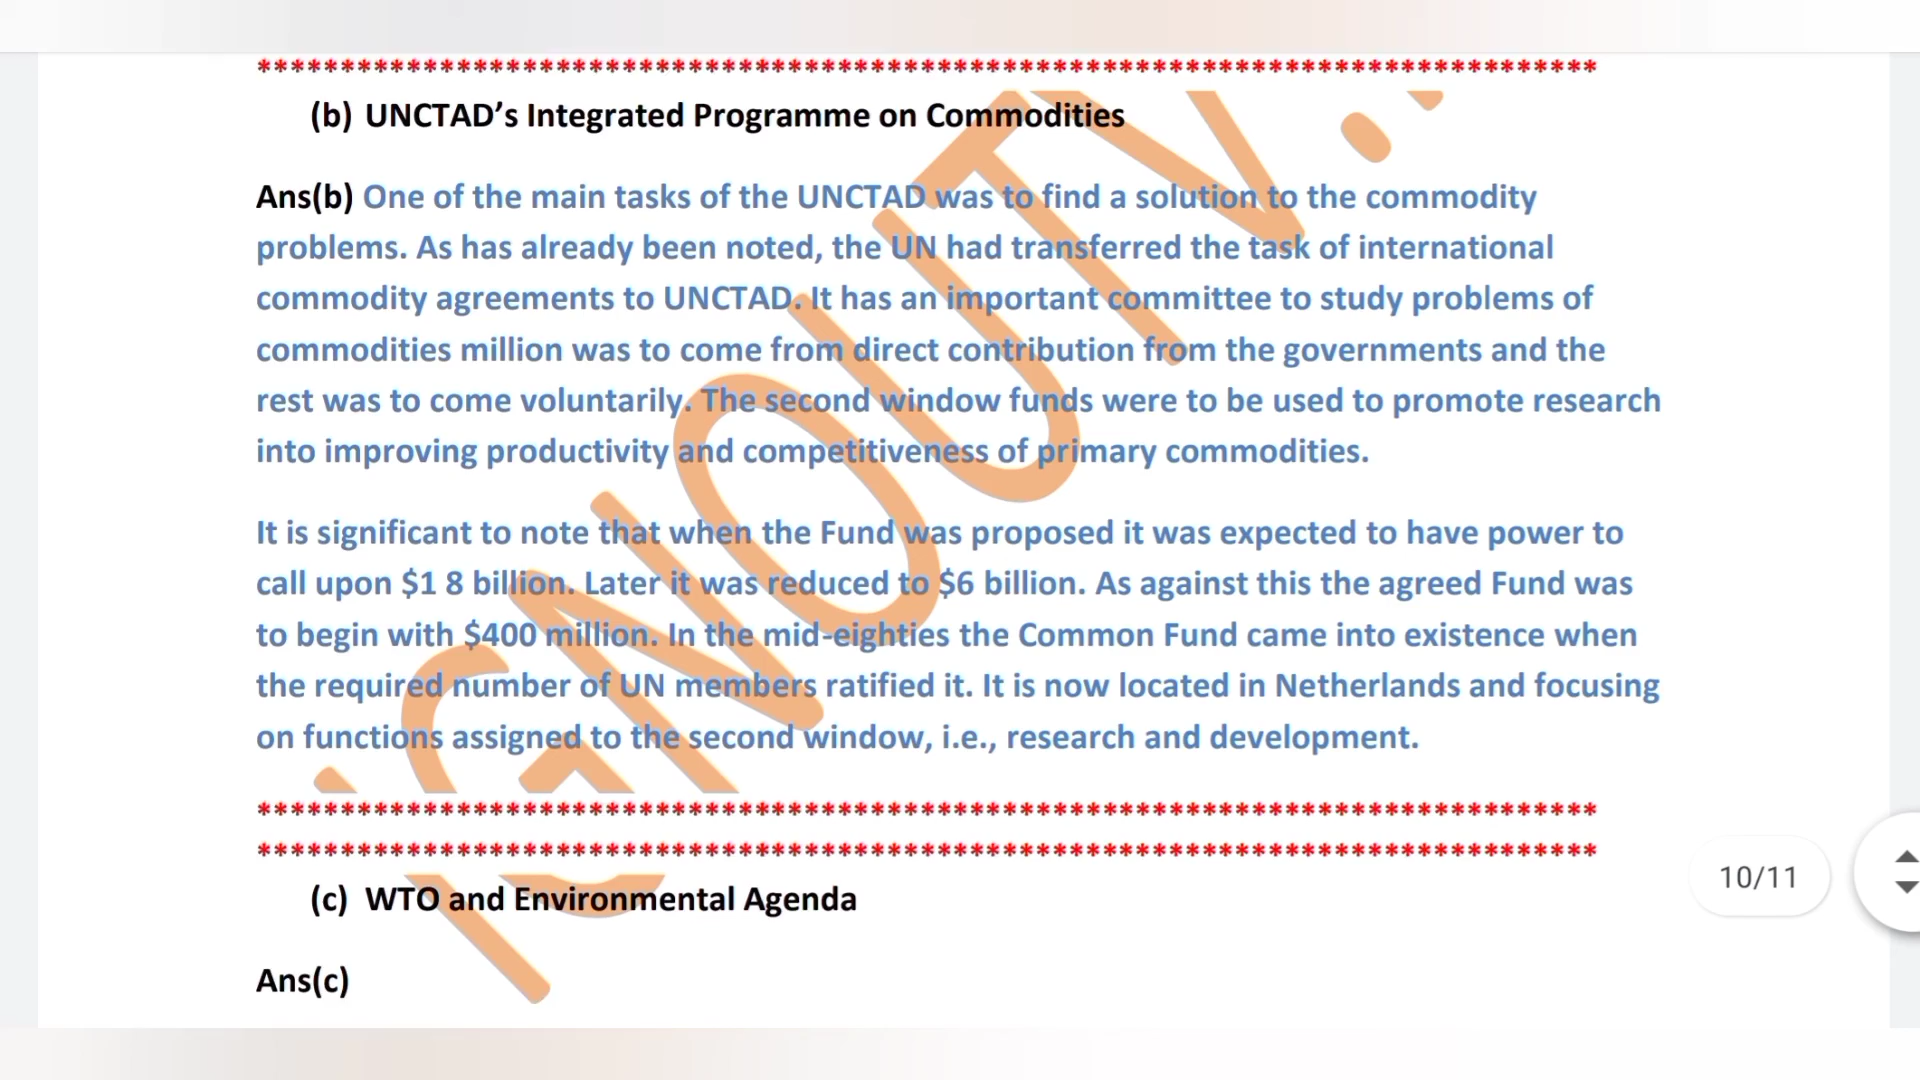 *********************************************************************************
(b) UNCTAD’s Integrated Programme on Commodities
Ans(b) One of the main tasks of the UNCTAD was to find a solution to the commodity
problems. As has already been noted, the UN had transferred the task of international
commodity agreements to UNCTAD. It has an important committee to study problems of
commodities million was to come from direct contribution from the governments and the
rest was to come voluntarily. The second window funds were to be used to promote research
into improving productivity and competitiveness of primary commodities.
It is significant to note that when the Fund was proposed it was expected to have power to
call upon $1 8 billion. Later it was reduced to $6 billion. As against this the agreed Fund was
to begin with $400 million. In the mid-eighties the Common Fund came into existence when
the required number of UN members ratified it. It is now located in Netherlands and focusing
on functions assigned to the second window, i.e., research and development.
*********************************************************************************
*********************************************************************************
(c) WTO and Environmental Agenda
Ans(c)
10/11